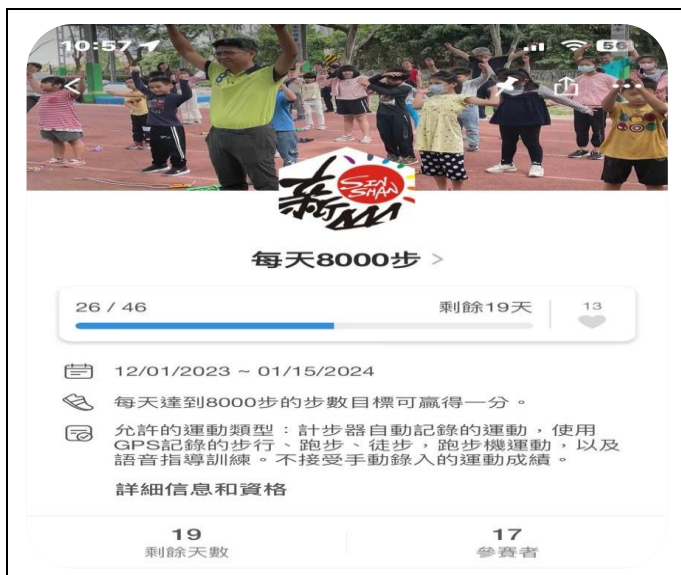 10:57
56
新山
SIN
SHAN
每天8000步 >
26 / 46
剩餘19天
13
12/01/2023 ~ 01/15/2024
每天達到8000步的步數目標可贏得一分。
允許的運動類型：計步器自動記錄的運動，使用
GPS記錄的步行、跑步、徒步，跑步機運動，以及
語音指導訓練。不接受手動錄入的運動成績。
詳細信息和資格
19
剩餘天數
17
參賽者